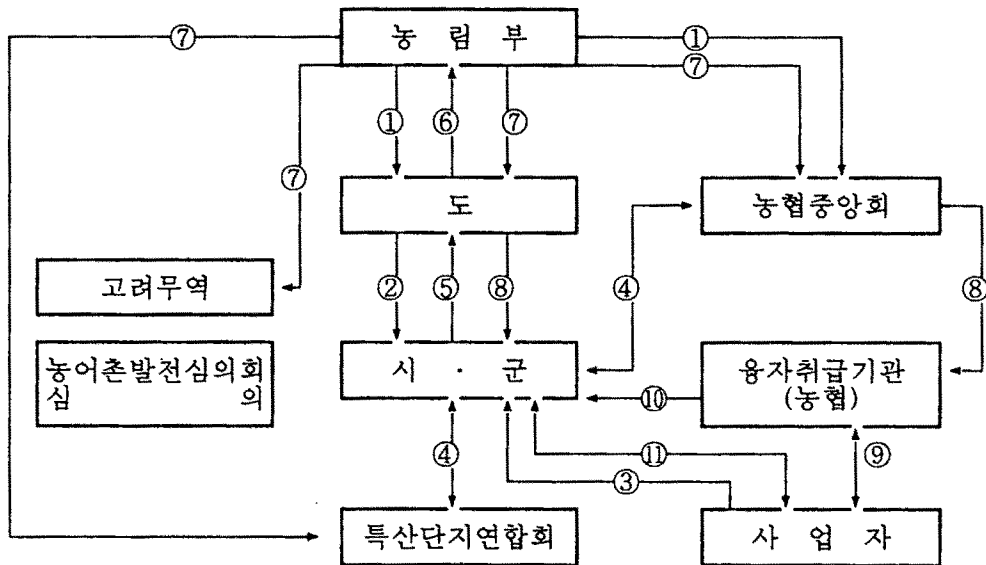 농 림 부
⑦
①
⑦
①
⑥
⑦
⑦
도
농협중앙회
고려무역
②
⑤
⑧
④
⑧
농어촌발전심의회
심 의
시 · 군
융자취급기관
(농협)
⑩
④
⑪
⑨
③
특산단지연합회
사 업 자